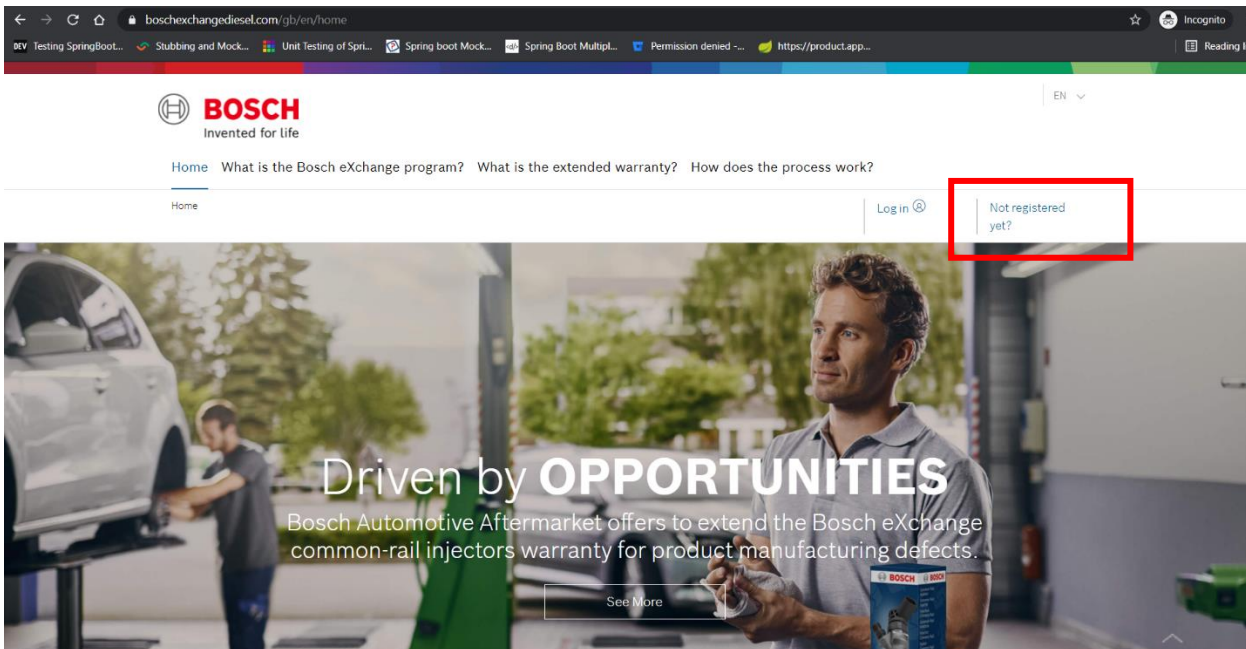 boschexchangediesel.com/gb/en/home
Incognito
DEV Testing SpringBoot... Stubbing and Mock... Unit Testing of Spri... Spring boot Mock... Spring Boot Multipl... Permission denied -... https://product.app... Reading li
EN
BOSCH
Invented for life
Home What is the Bosch eXchange program? What is the extended warranty? How does the process work?
Home
Log in
Not registered
yet?
Driven by OPPORTUNITIES
Bosch Automotive Aftermarket offers to extend the Bosch eXchange
common-rail injectors warranty for product manufacturing defects.
See More
BOSCH BOSCH
BOSCH